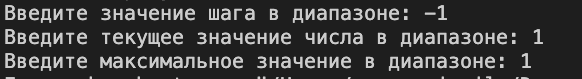 Введите значение шага в диапазоне: -1
Введите текущее значение числа в диапазоне: 1
Введите максимальное значение в диапазоне: 1